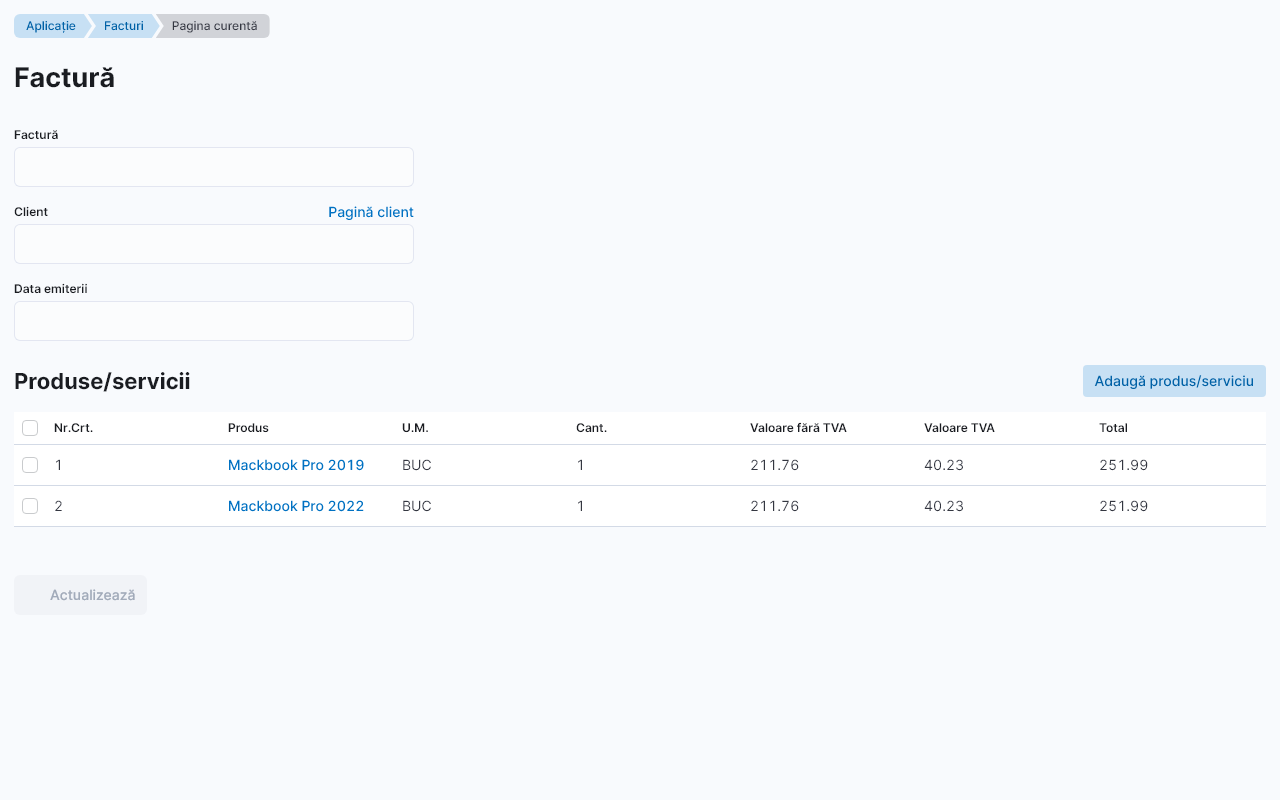 Aplicație Facturi Pagina curentă
Factură
Factură
Client Pagină client
Data emiterii
Produse/servicii Adaugă produs/serviciu
Nr.Crt. Produs U.M. Cant. Valoare fără TVA Valoare TVA Total
1 Mackbook Pro 2019 BUC 1 211.76 40.23 251.99
2 Mackbook Pro 2022 BUC 1 211.76 40.23 251.99
Actualizează